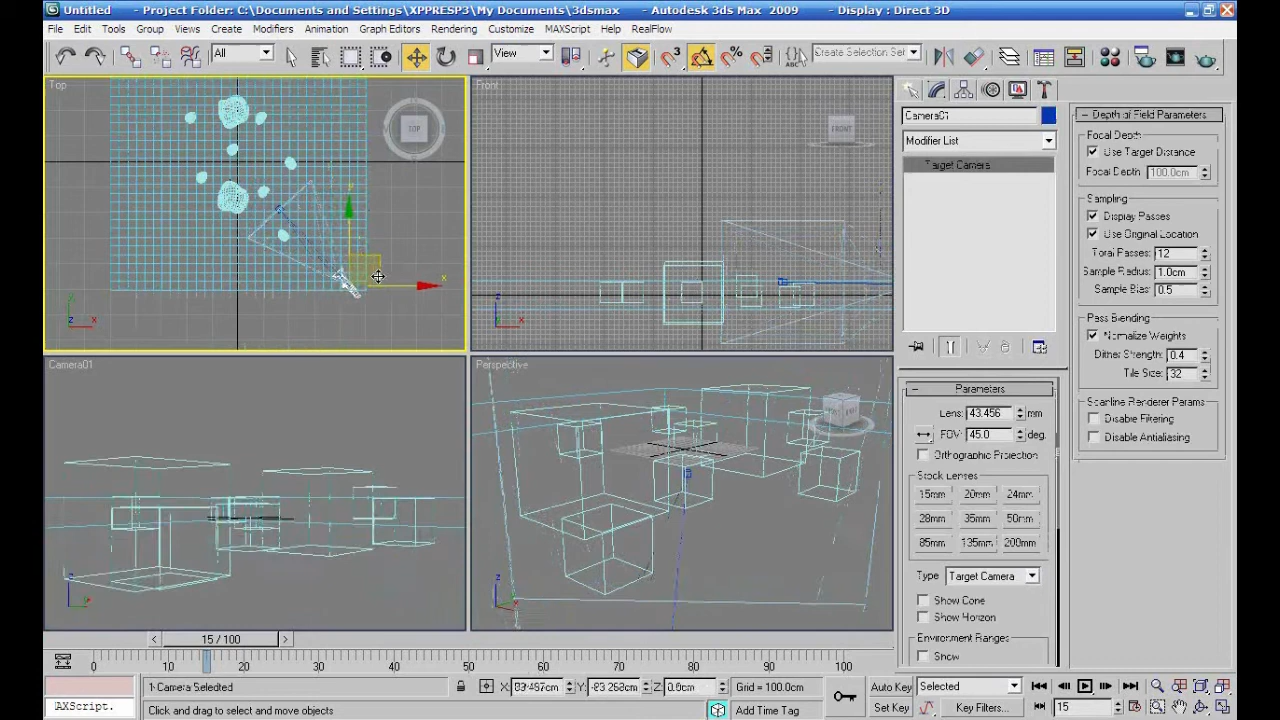 Untitled - Project Folder: C:\Documents and Settings\XPPRESP3\My Documents\3dsmax - Autodesk 3ds Max 2009 - Display : Direct 3D
File Edit Tools Group Views Create Modifiers Animation Graph Editors Rendering Customize MAXScript Help RealFlow
All View 3 % ABC Create Selection Set
Top
TOP
y
x
z x
Front
FRONT
z x
Camera01
z
Perspective
z x
Camera01
Modifier List
Target Camera
Parameters
Lens: 43.456 mm
FOV: 45.0 deg.
Orthographic Projection
Stock Lenses
15mm 20mm 24mm
28mm 35mm 50mm
85mm 135mm 200mm
Type Target Camera
Show Cone
Show Horizon
Environment Ranges
Show
Depth of Field Parameters
Focal Depth:
Use Target Distance
Focal Depth: 100.0cm
Sampling:
Display Passes
Use Original Location
Total Passes: 12
Sample Radius: 1.0cm
Sample Bias: 0.5
Pass Blending:
Normalize Weights
Dither Strength: 0.4
Tile Size: 32
Scanline Renderer Params
Disable Filtering
Disable Antialiasing
< 15 / 100 >
0 10 20 30 40 50 60 70 80 90 100
1 Camera Selected X: Y: Z: 0.0cm Grid = 100.0cm Auto Key Selected
AXScript. Click and drag to select and move objects Add Time Tag Set Key Key Filters... 15